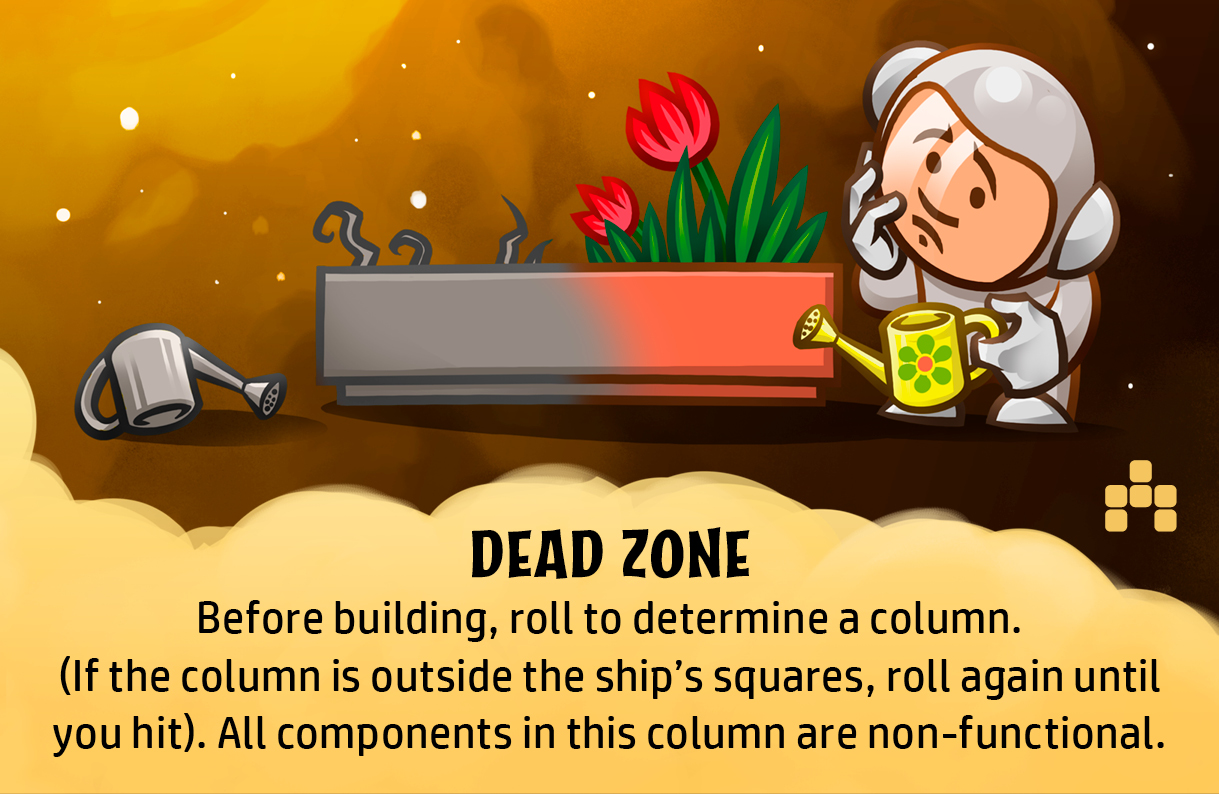 DEAD ZONE
Before building, roll to determine a column.
(If the column is outside the ship’s squares, roll again until
you hit). All components in this column are non-functional.